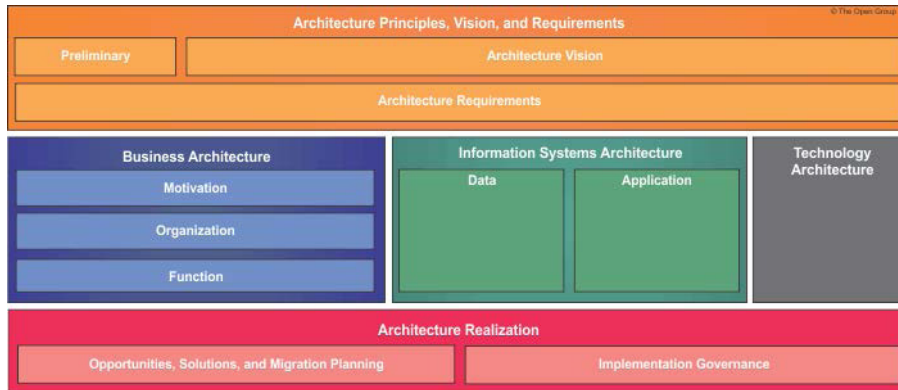 © The Open Group
Architecture Principles, Vision, and Requirements
Preliminary
Architecture Vision
Architecture Requirements
Business Architecture
Motivation
Organization
Function
Information Systems Architecture
Data
Application
Technology
Architecture
Architecture Realization
Opportunities, Solutions, and Migration Planning
Implementation Governance